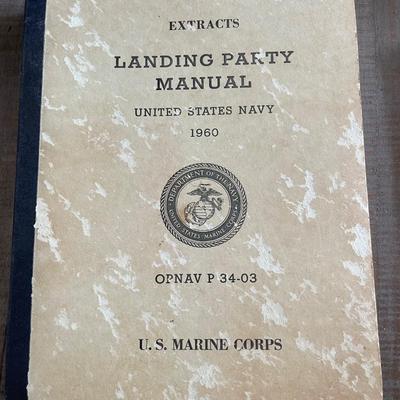 EXTRACTS
LANDING PARTY
MANUAL
UNITED STATES NAVY
1960
DEPARTMENT OF THE NAVY
UNITED STATES MARINE CORPS
OPNAV P 34-03
U. S. MARINE CORPS